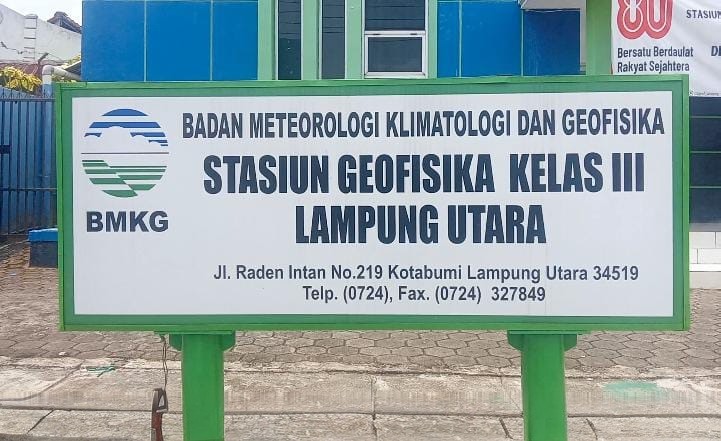 80
STASIUN
Bersatu Berdaulat
Rakyat Sejahtera
BADAN METEOROLOGI KLIMATOLOGI DAN GEOFISIKA
STASIUN GEOFISIKA KELAS III
LAMPUNG UTARA
BMKG
Jl. Raden Intan No.219 Kotabumi Lampung Utara 34519
Telp. (0724), Fax. (0724) 327849